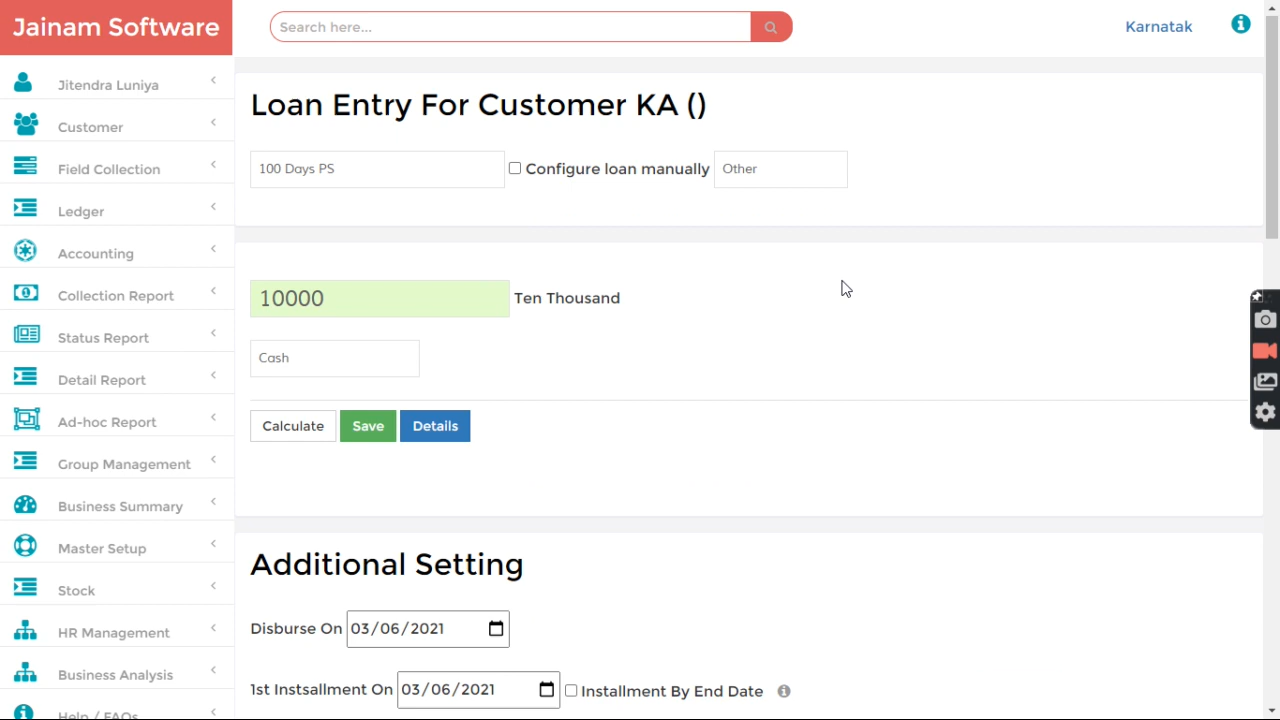 Jainam Software
Search here...
Karnatak
Jitendra Luniya
Customer
Field Collection
Ledger
Accounting
Collection Report
Status Report
Detail Report
Ad-hoc Report
Group Management
Business Summary
Master Setup
Stock
HR Management
Business Analysis
Help / FAQs
Loan Entry For Customer KA ()
100 Days PS
Configure loan manually
Other
10000
Ten Thousand
Cash
Calculate
Save
Details
Additional Setting
Disburse On 03/06/2021
1st Instsallment On 03/06/2021 Installment By End Date